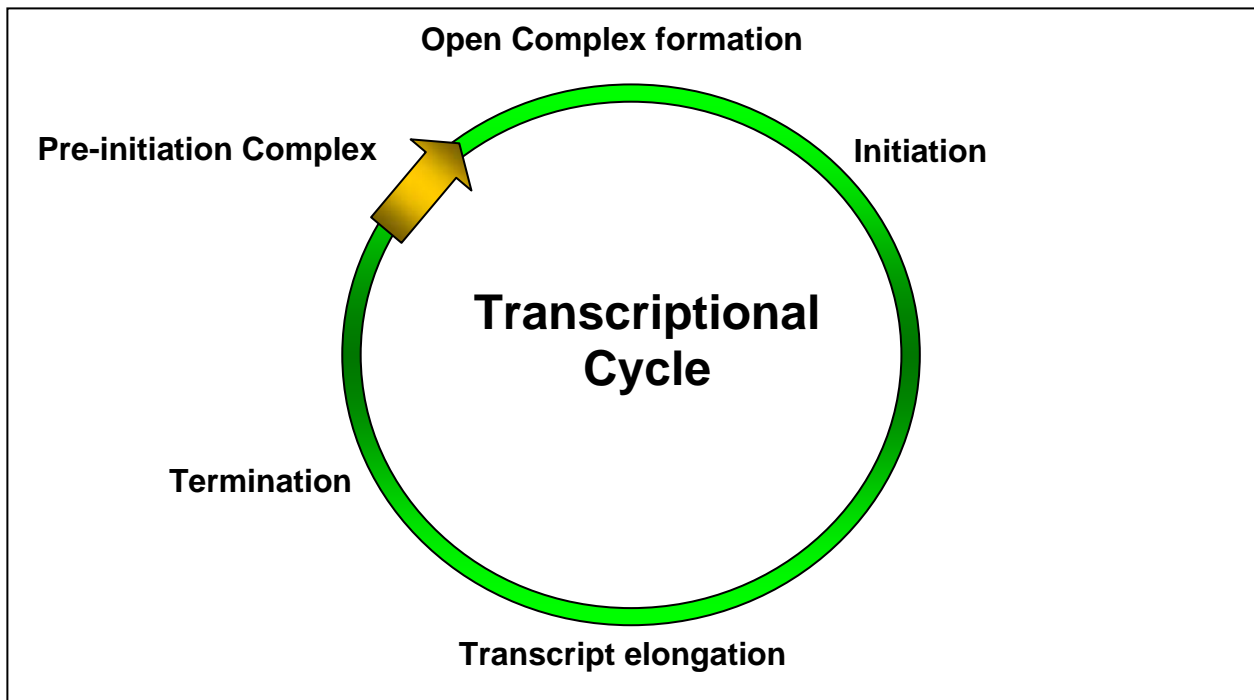 Open Complex formation
Pre-initiation Complex
Initiation
Transcriptional
Cycle
Termination
Transcript elongation